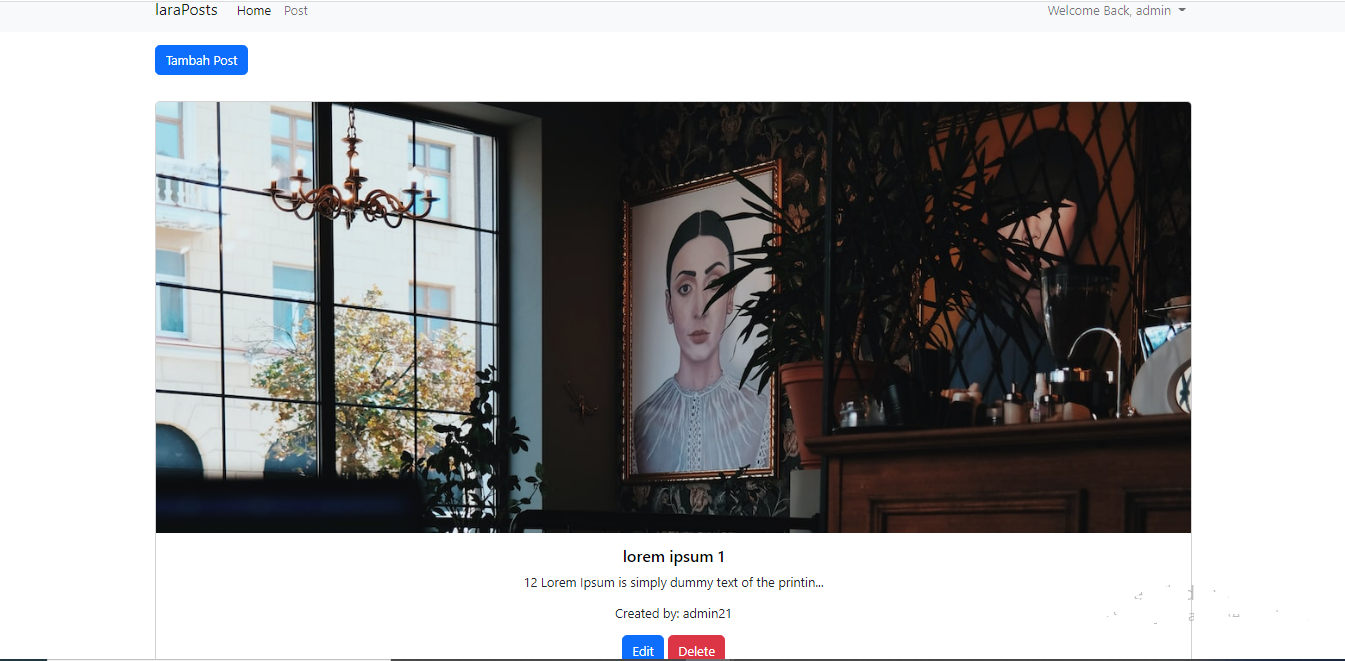 laraPosts Home Post Welcome Back, admin
Tambah Post
lorem ipsum 1
12 Lorem Ipsum is simply dummy text of the printin...
Created by: admin21
Edit Delete